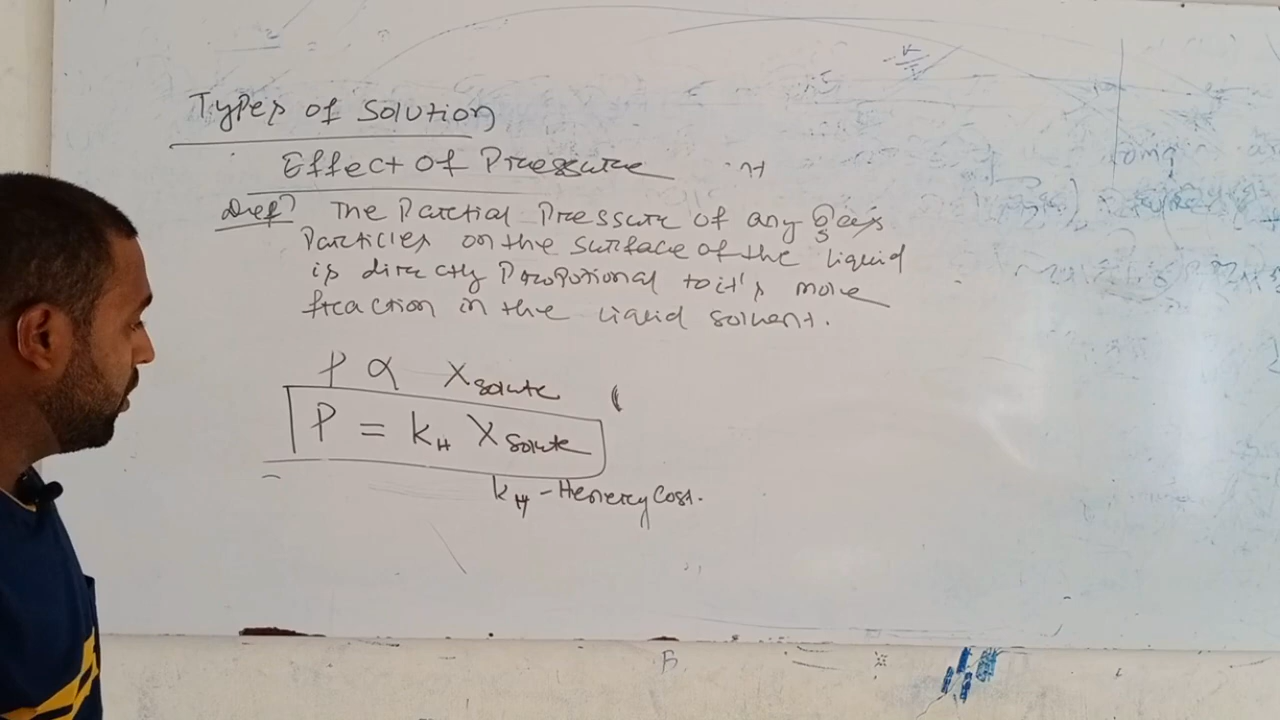 Types of Solution
Effect of Pressure
Def? The Partial Pressure of any Gas
Particles on the surface of the liquid
is directly Propotional to it's mole
fraction in the liquid solvent.
P ∝ X solute
P = kH X solute
kH - Henery Cost.